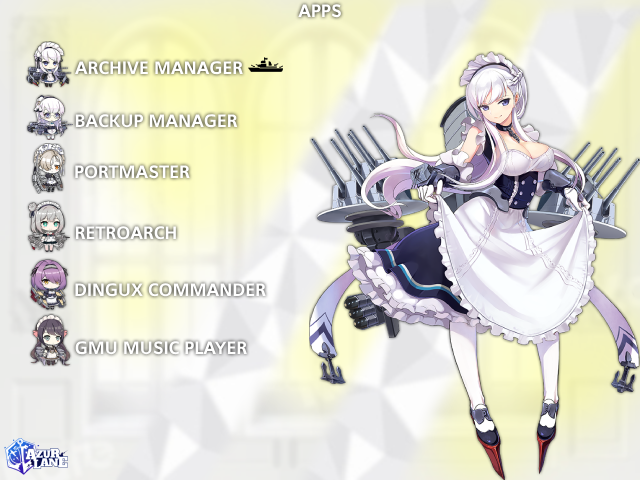 APPS
ARCHIVE MANAGER
BACKUP MANAGER
PORTMASTER
RETROARCH
DINGUX COMMANDER
GMU MUSIC PLAYER
AZUR
LANE